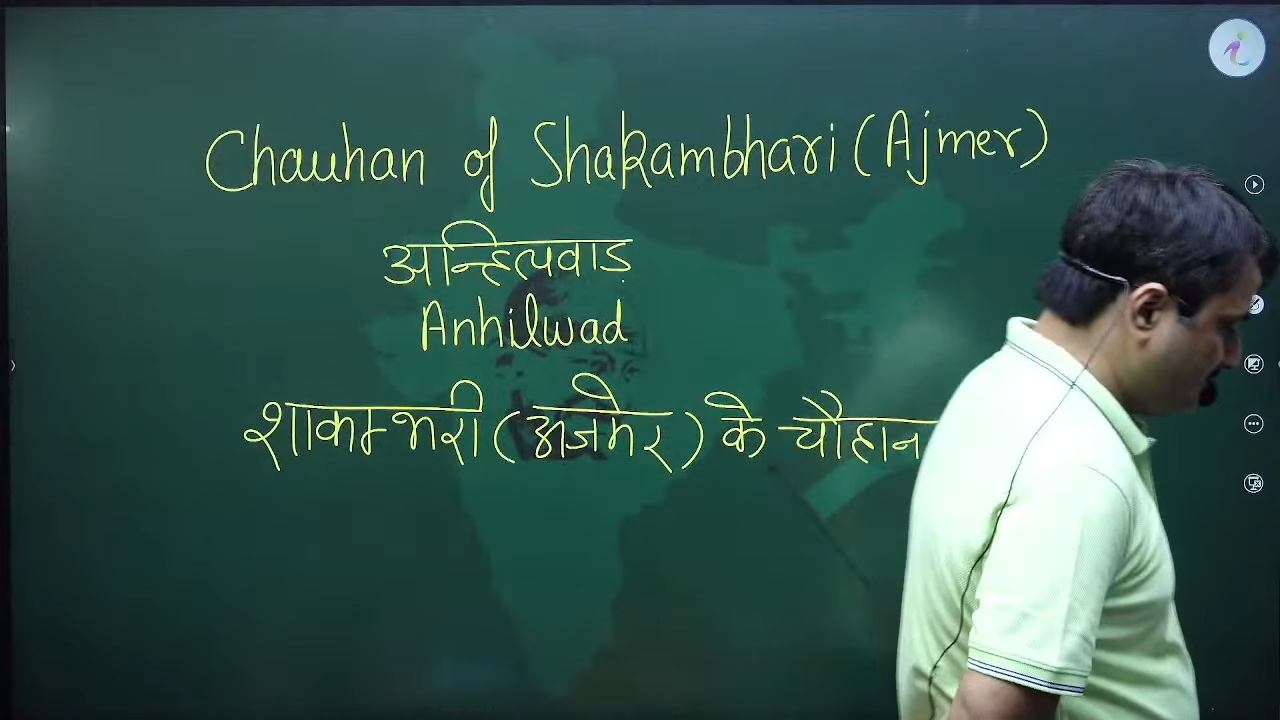 Chauhan of Shakambhari (Ajmer)
अन्हिलवाड़
Anhilwad
शाकम्भरी (अजमेर) के चौहान